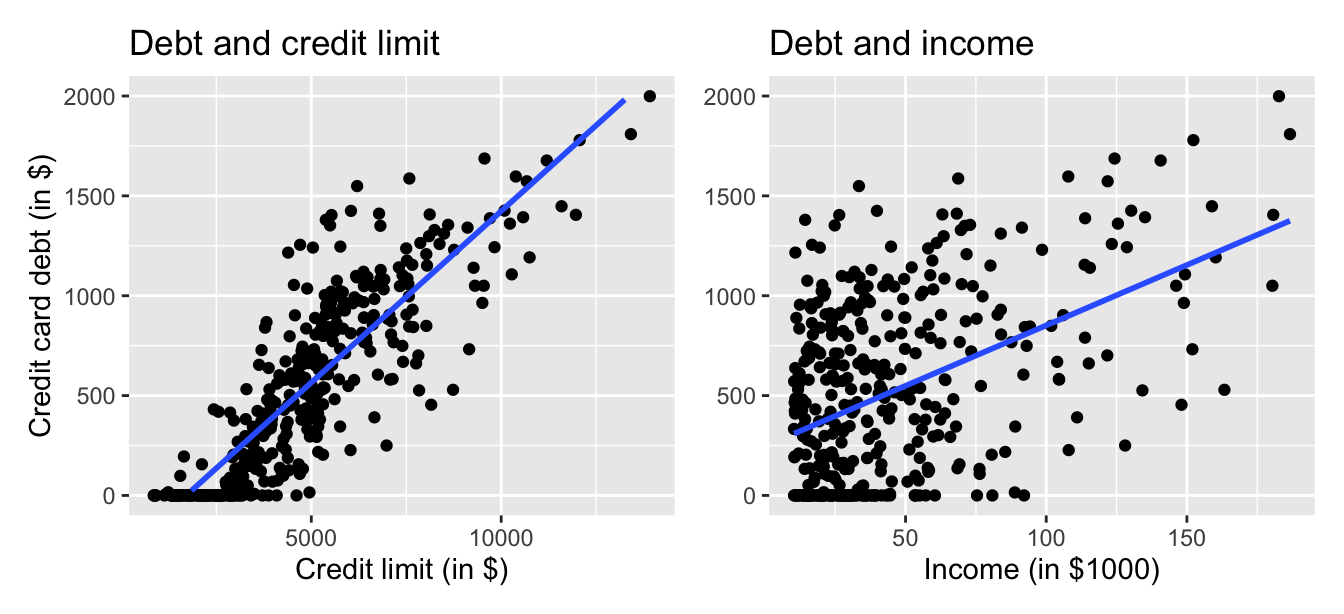 Debt and credit limit
Credit card debt (in $)
2000
1500
1000
500
0
5000 10000
Credit limit (in $)
Debt and income
2000
1500
1000
500
0
50 100 150
Income (in $1000)